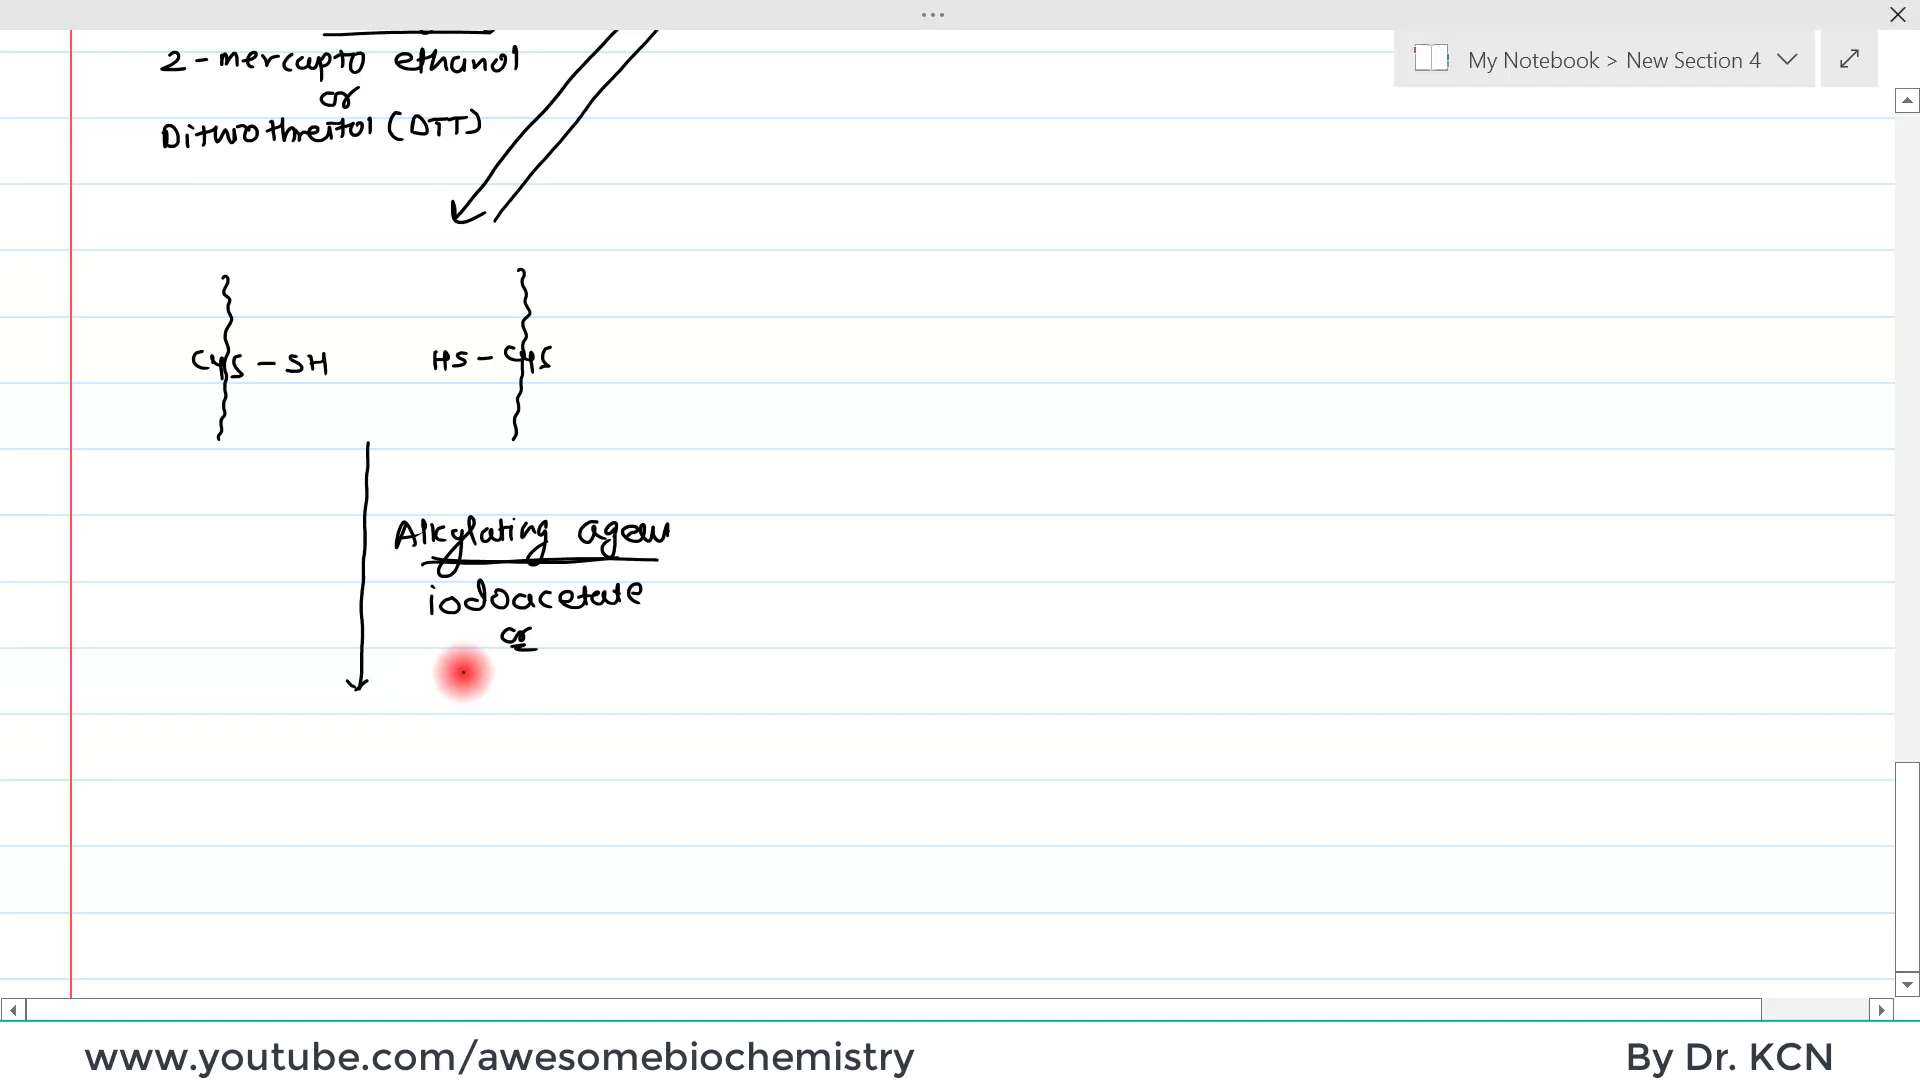 2-mercapto ethanol
or
Dithiothreitol (DTT)
My Notebook > New Section 4
Cys - SH HS - Cys
Alkylating agent
iodoacetate
or
www.youtube.com/awesomebiochemistry
By Dr. KCN